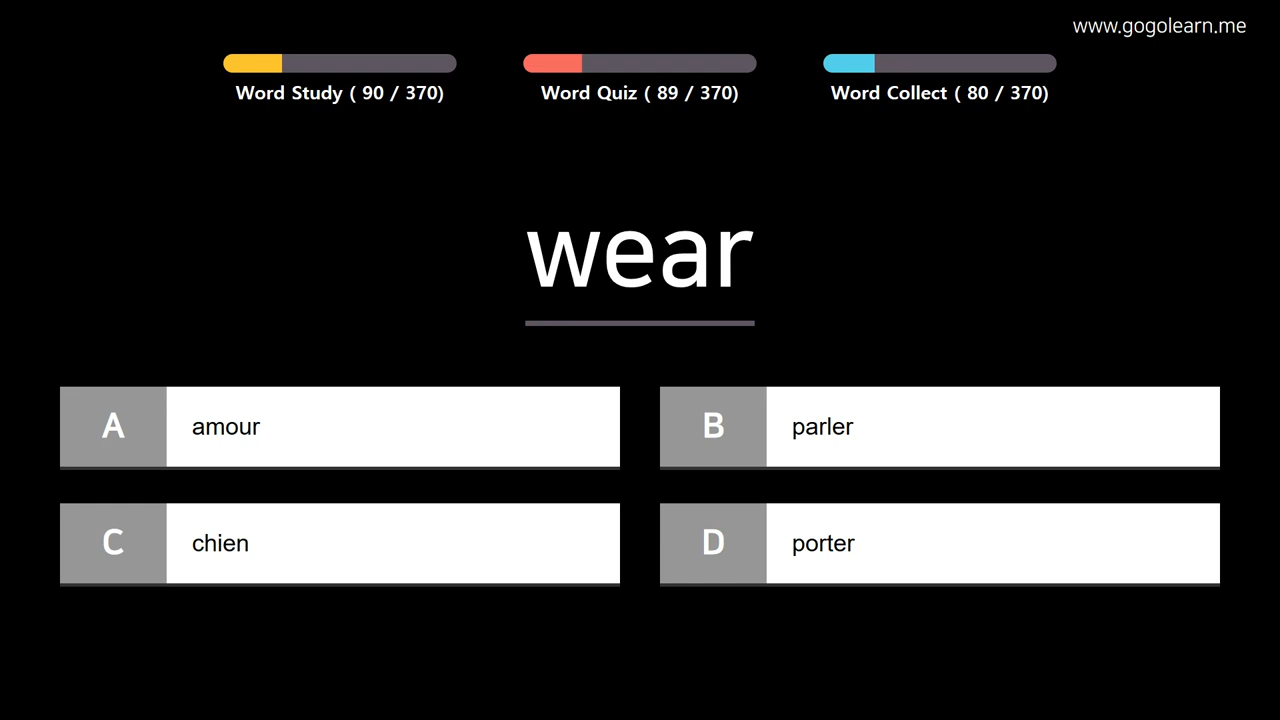 www.gogolearn.me
Word Study ( 90 / 370)
Word Quiz ( 89 / 370)
Word Collect ( 80 / 370)
wear
A amour
B parler
C chien
D porter